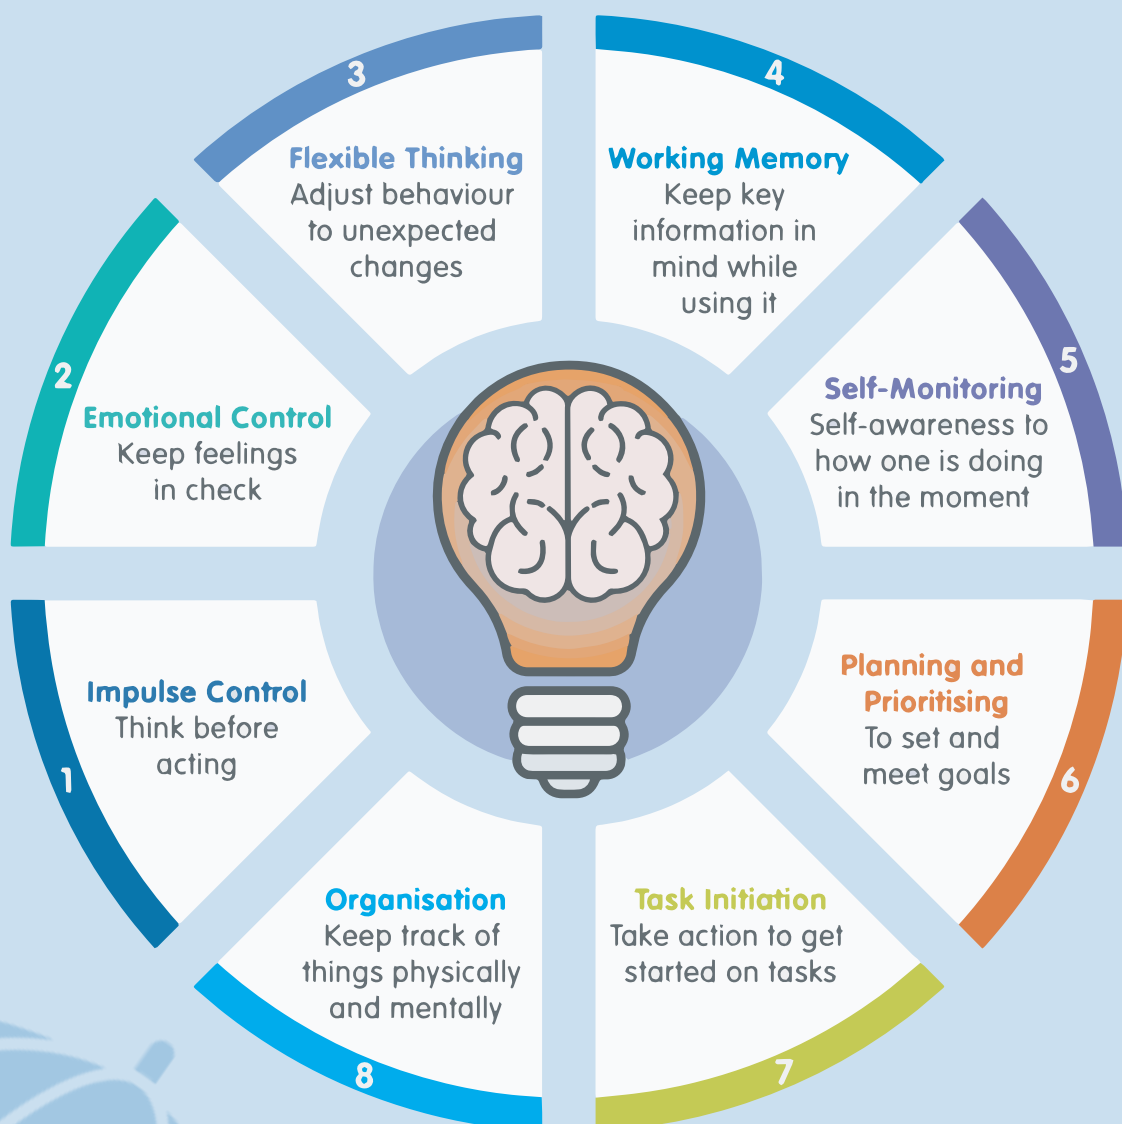 1
Impulse Control
Think before
acting
2
Emotional Control
Keep feelings
in check
3
Flexible Thinking
Adjust behaviour
to unexpected
changes
4
Working Memory
Keep key
information in
mind while
using it
5
Self-Monitoring
Self-awareness to
how one is doing
in the moment
6
Planning and
Prioritising
To set and
meet goals
7
Task Initiation
Take action to get
started on tasks
8
Organisation
Keep track of
things physically
and mentally